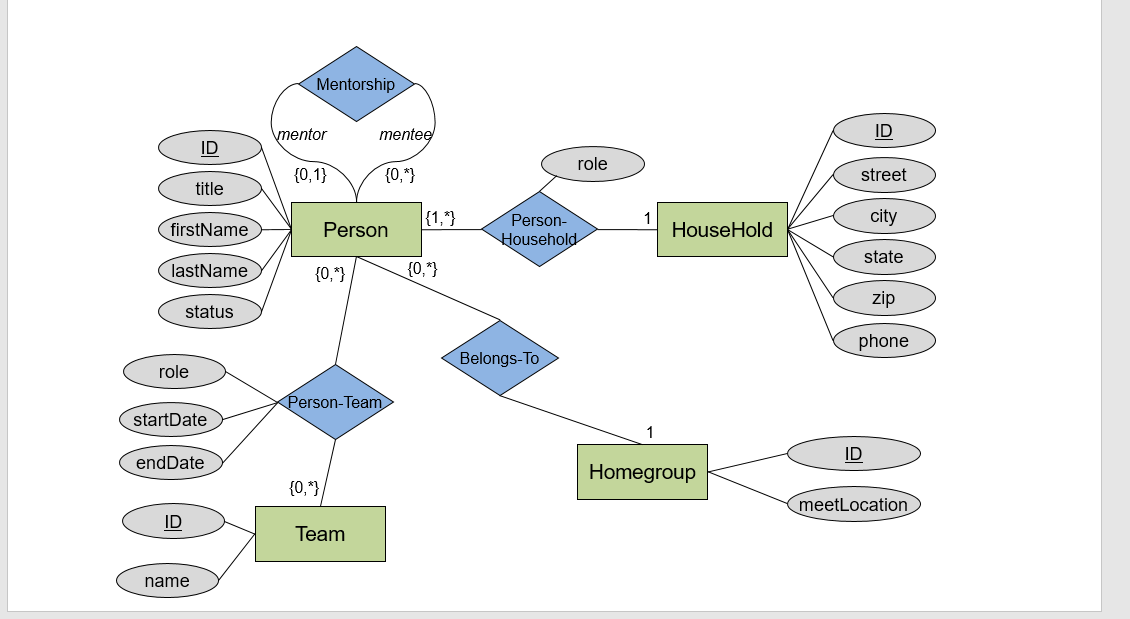 Mentorship
mentor
mentee
{0,1}
{0,*}
ID
title
firstName
lastName
status
Person
{1,*}
role
Person-
Household
1
HouseHold
ID
street
city
state
zip
phone
{0,*}
{0,*}
role
startDate
endDate
Person-Team
Belongs-To
{0,*}
1
Homegroup
ID
meetLocation
ID
name
Team